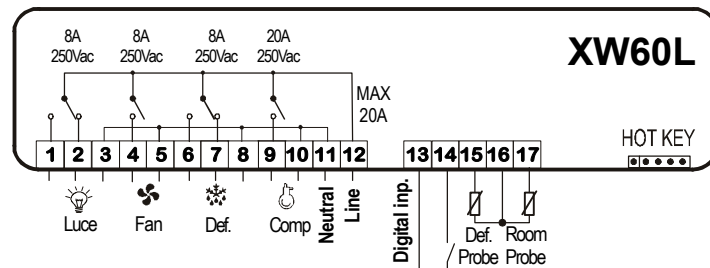 8A 8A 8A 20A
250Vac 250Vac 250Vac 250Vac
XW60L
MAX
20A
HOT KEY
1 2 3 4 5 6 7 8 9 10 11 12 13 14 15 16 17
Luce Fan Def. Comp
Neutral
Line
Digital inp.
Def. Room
Probe Probe